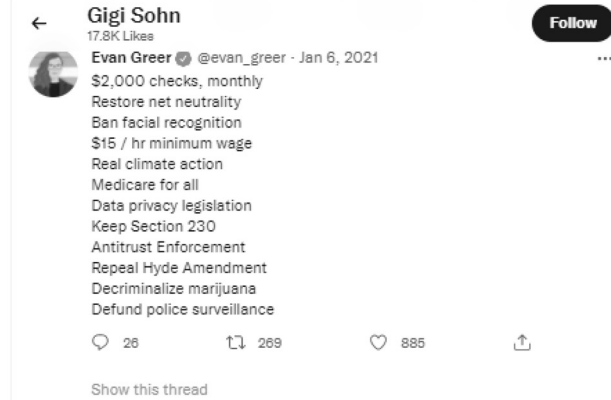 Gigi Sohn
17.8K Likes
Follow
Evan Greer @evan_greer · Jan 6, 2021
$2,000 checks, monthly
Restore net neutrality
Ban facial recognition
$15 / hr minimum wage
Real climate action
Medicare for all
Data privacy legislation
Keep Section 230
Antitrust Enforcement
Repeal Hyde Amendment
Decriminalize marijuana
Defund police surveillance
26 269 885
Show this thread